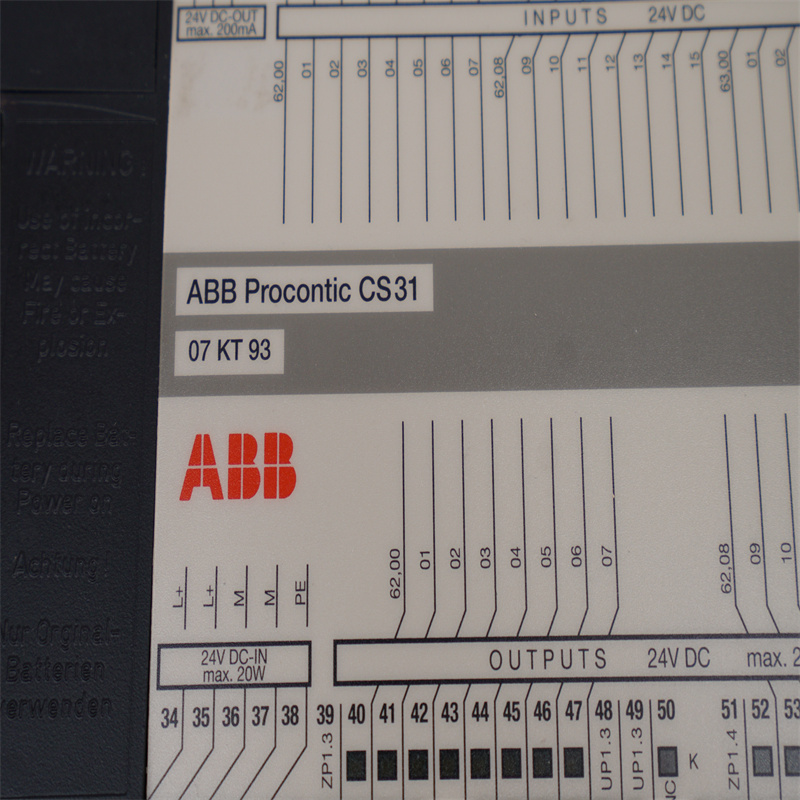 24V DC-OUT
max. 200mA
INPUTS 24V DC
62,00 01 02 03 04 05 06 07 62,08 09 10 11 12 13 14 15 63,00 01 02
WARNING:
Use of incor-
rect Battery
May cause
Fire or Ex-
plosion
Replace Bat-
tery during
Power on
Achtung:
Nur Orginal-
Batterien
verwenden
ABB Procontic CS31
07 KT 93
ABB
62,00 01 02 03 04 05 06 07 62,08 09 10
L+ L+ M M PE
24V DC-IN
max. 20W
OUTPUTS 24V DC max. 2
34 35 36 37 38 39 40 41 42 43 44 45 46 47 48 49 50 51 52 53
ZP1.3 UP1.3 UP1.3 NC K ZP1.4